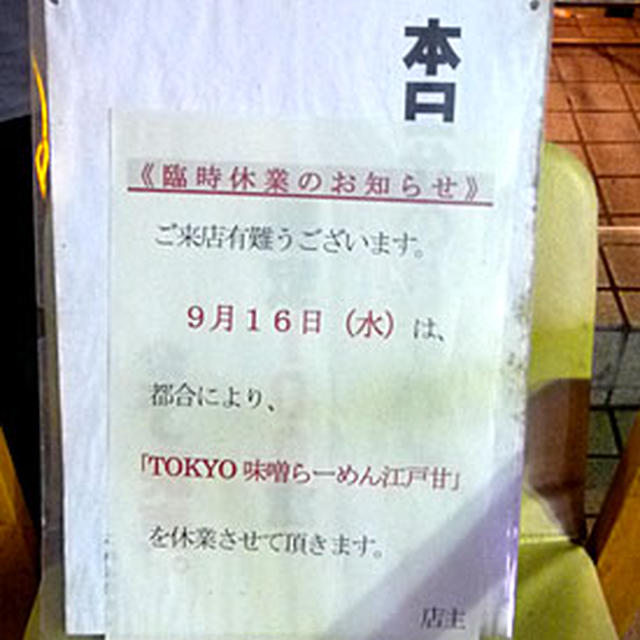 本日
《臨時休業のお知らせ》
ご来店有難うございます。
９月１６日（水）は、
都合により、
「TOKYO 味噌らーめん江戸甘」
を休業させて頂きます。
店主